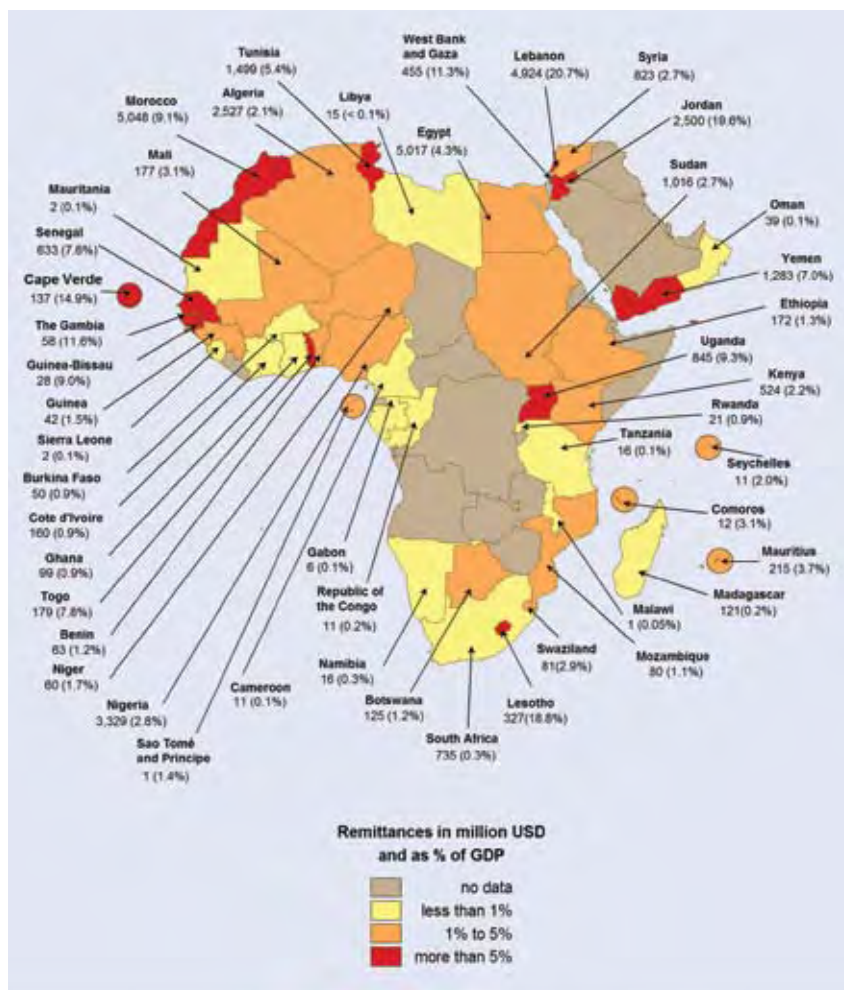 Tunisia
1,499 (5.4%)
West Bank
and Gaza
455 (11.3%)
Lebanon
4,924 (20.7%)
Syria
823 (2.7%)
Algeria
2,527 (2.1%)
Libya
15 (< 0.1%)
Jordan
2,500 (19.6%)
Morocco
5,048 (9.1%)
Egypt
5,017 (4.3%)
Mali
177 (3.1%)
Sudan
1,016 (2.7%)
Mauritania
2 (0.1%)
Oman
39 (0.1%)
Senegal
633 (7.6%)
Yemen
1,283 (7.0%)
Cape Verde
137 (14.9%)
Ethiopia
172 (1.3%)
The Gambia
58 (11.6%)
Uganda
845 (9.3%)
Guinea-Bissau
28 (9.0%)
Kenya
524 (2.2%)
Guinea
42 (1.5%)
Rwanda
21 (0.9%)
Sierra Leone
2 (0.1%)
Tanzania
16 (0.1%)
Seychelles
11 (2.0%)
Burkina Faso
50 (0.9%)
Comoros
12 (3.1%)
Cote d'Ivoire
160 (0.9%)
Mauritius
215 (3.7%)
Ghana
99 (0.9%)
Gabon
6 (0.1%)
Republic of
the Congo
11 (0.2%)
Madagascar
121(0.2%)
Togo
179 (7.8%)
Malawi
1 (0.05%)
Benin
63 (1.2%)
Swaziland
81(2.9%)
Mozambique
80 (1.1%)
Niger
60 (1.7%)
Namibia
16 (0.3%)
Cameroon
11 (0.1%)
Botswana
125 (1.2%)
Lesotho
327(18.8%)
Nigeria
3,329 (2.8%)
South Africa
735 (0.3%)
Sao Tomé
and Principe
1 (1.4%)
Remittances in million USD
and as % of GDP
no data
less than 1%
1% to 5%
more than 5%